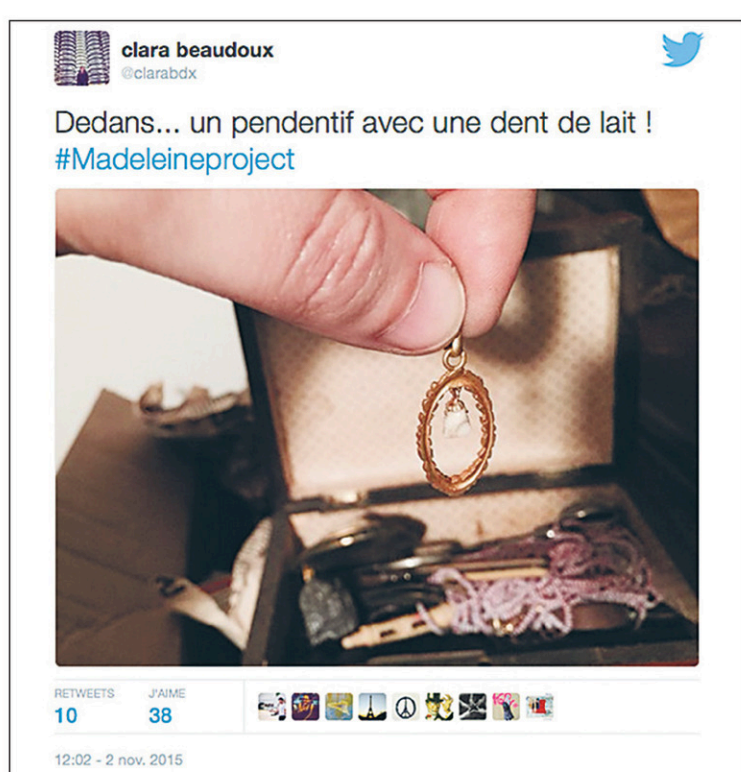 clara beaudoux
@clarabdx
Dedans... un pendentif avec une dent de lait !
#Madeleineproject
RETWEETS J'AIME
10 38
12:02 - 2 nov. 2015